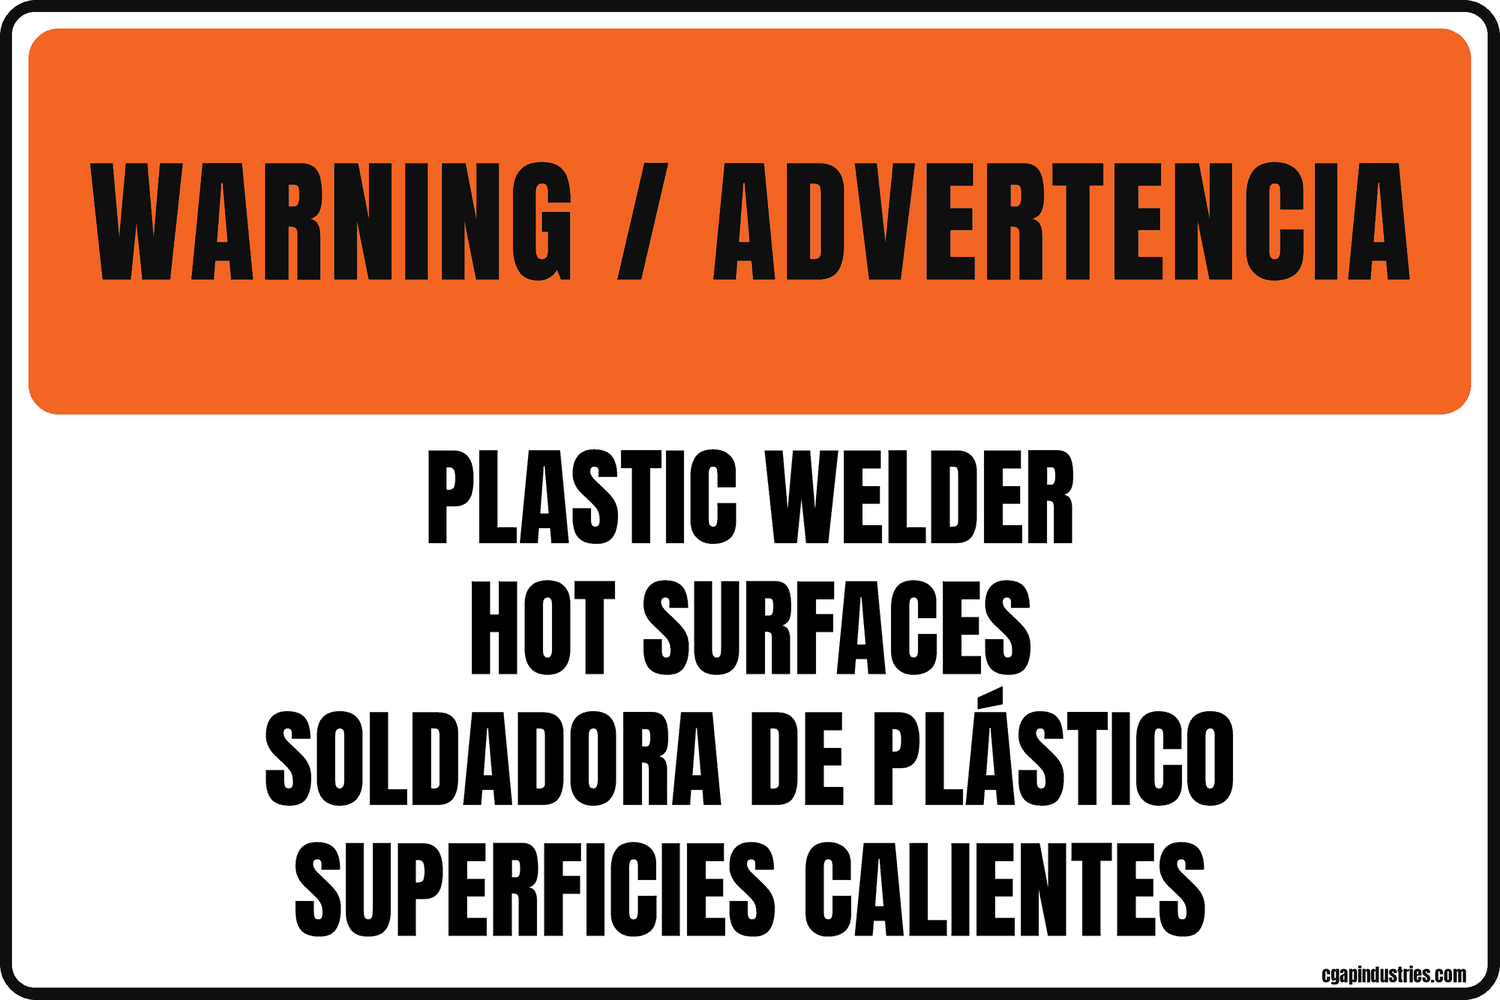 WARNING / ADVERTENCIA
PLASTIC WELDER
HOT SURFACES
SOLDADORA DE PLÁSTICO
SUPERFICIES CALIENTES
cgapindustries.com